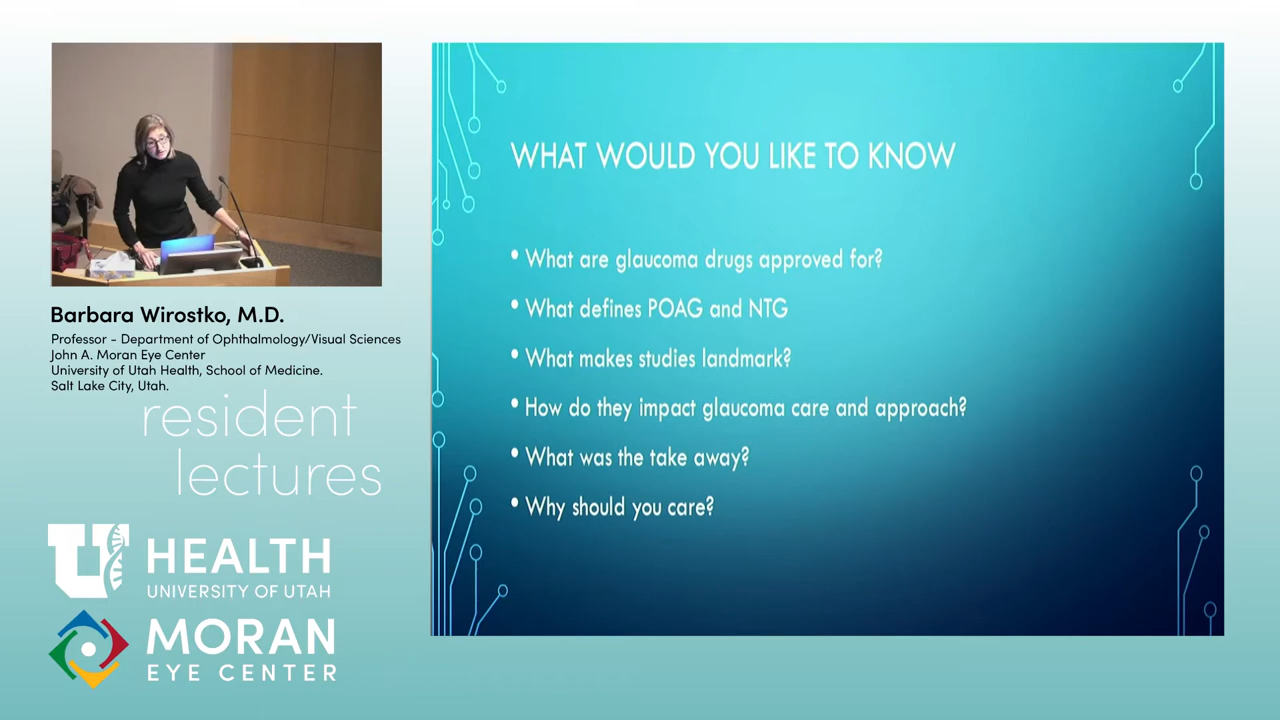 Barbara Wirostko, M.D.
Professor - Department of Ophthalmology/Visual Sciences
John A. Moran Eye Center
University of Utah Health, School of Medicine.
Salt Lake City, Utah.
resident
lectures
U HEALTH
UNIVERSITY OF UTAH
MORAN
EYE CENTER
WHAT WOULD YOU LIKE TO KNOW
• What are glaucoma drugs approved for?
• What defines POAG and NTG
• What makes studies landmark?
• How do they impact glaucoma care and approach?
• What was the take away?
• Why should you care?